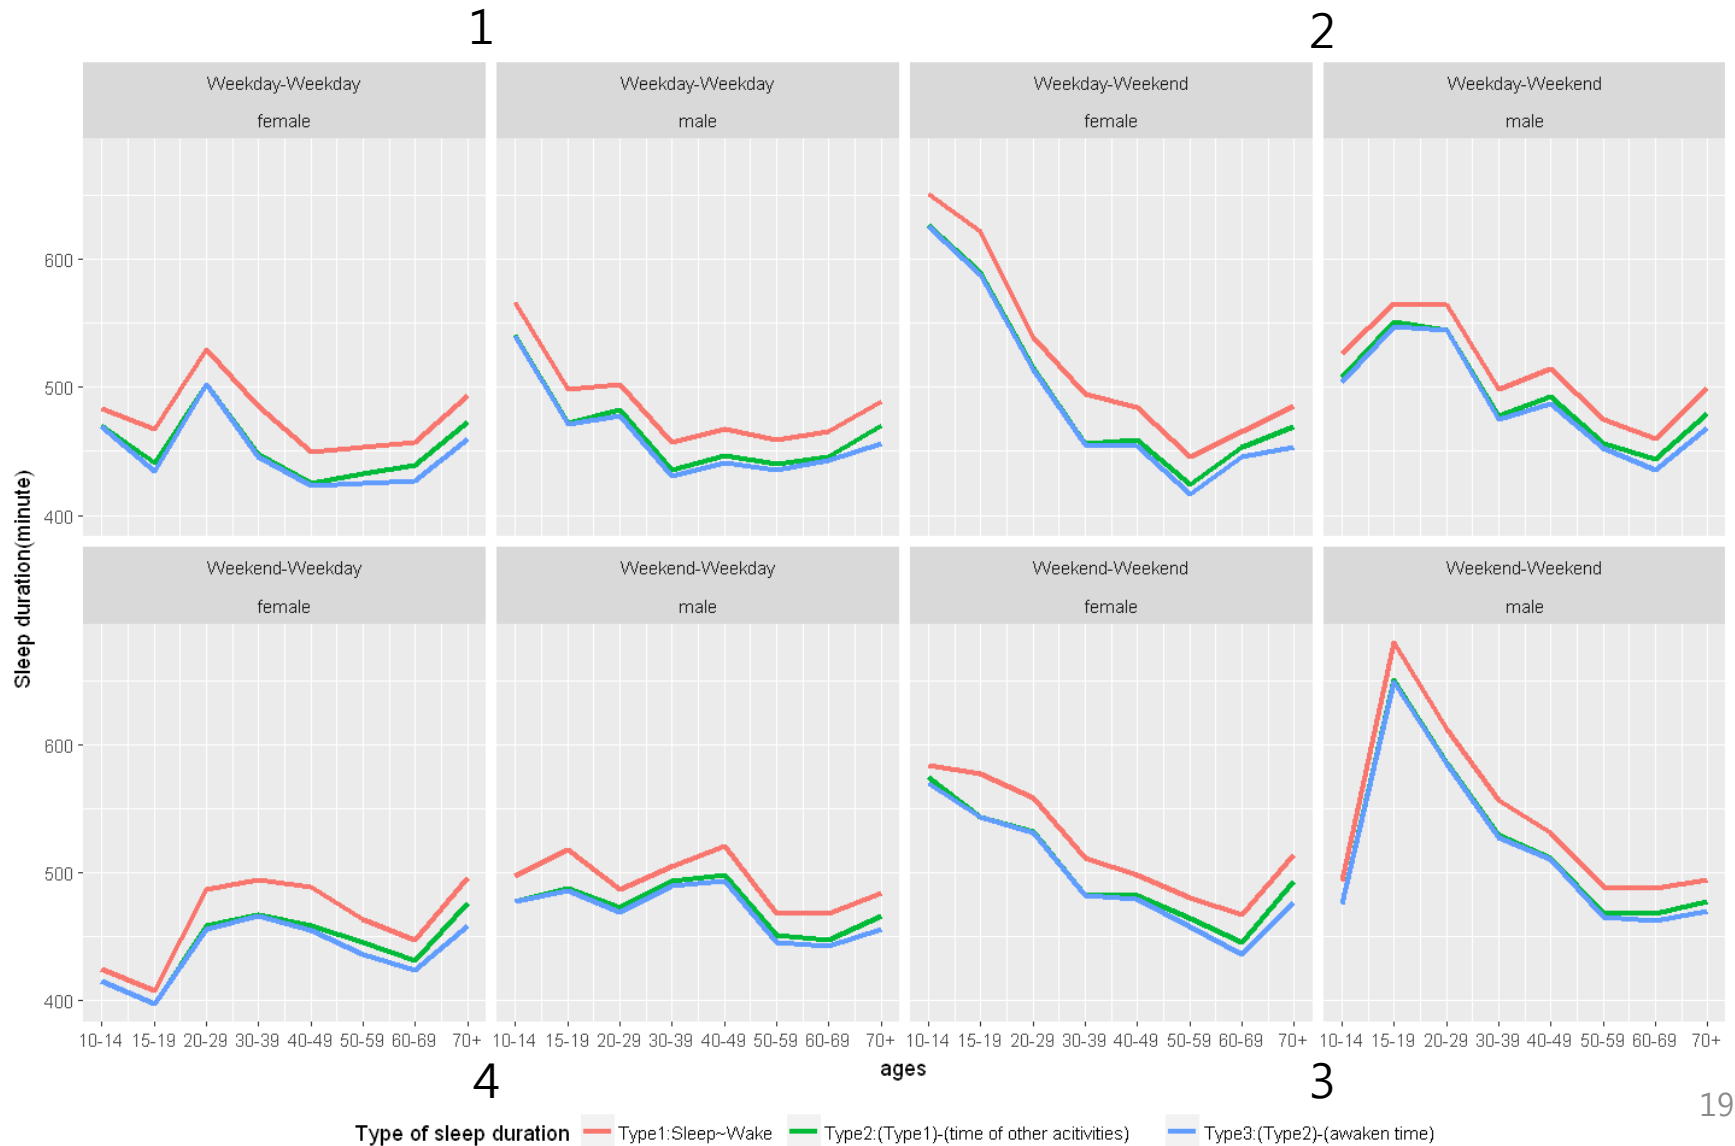 1 2
Weekday-Weekday Weekday-Weekday Weekday-Weekend Weekday-Weekend
female male female male
600
500
400
Sleep duration(minute)
Weekend-Weekday Weekend-Weekday Weekend-Weekend Weekend-Weekend
female male female male
600
500
400
10-14 15-19 20-29 30-39 40-49 50-59 60-69 70+ 10-14 15-19 20-29 30-39 40-49 50-59 60-69 70+ 10-14 15-19 20-29 30-39 40-49 50-59 60-69 70+ 10-14 15-19 20-29 30-39 40-49 50-59 60-69 70+
ages
4 3
19
Type of sleep duration Type1:Sleep~Wake Type2:(Type1)-(time of other acitivities) Type3:(Type2)-(awaken time)